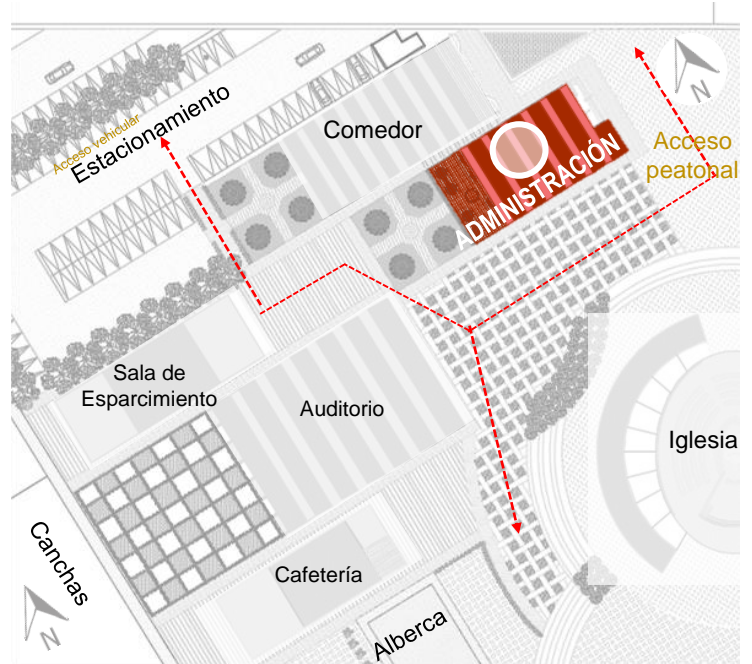 Acceso vehicular
Estacionamiento
Comedor
ADMINISTRACIÓN
N
Acceso
peatonal
Sala de
Esparcimiento
Auditorio
Iglesia
Canchas
Cafetería
Alberca
N